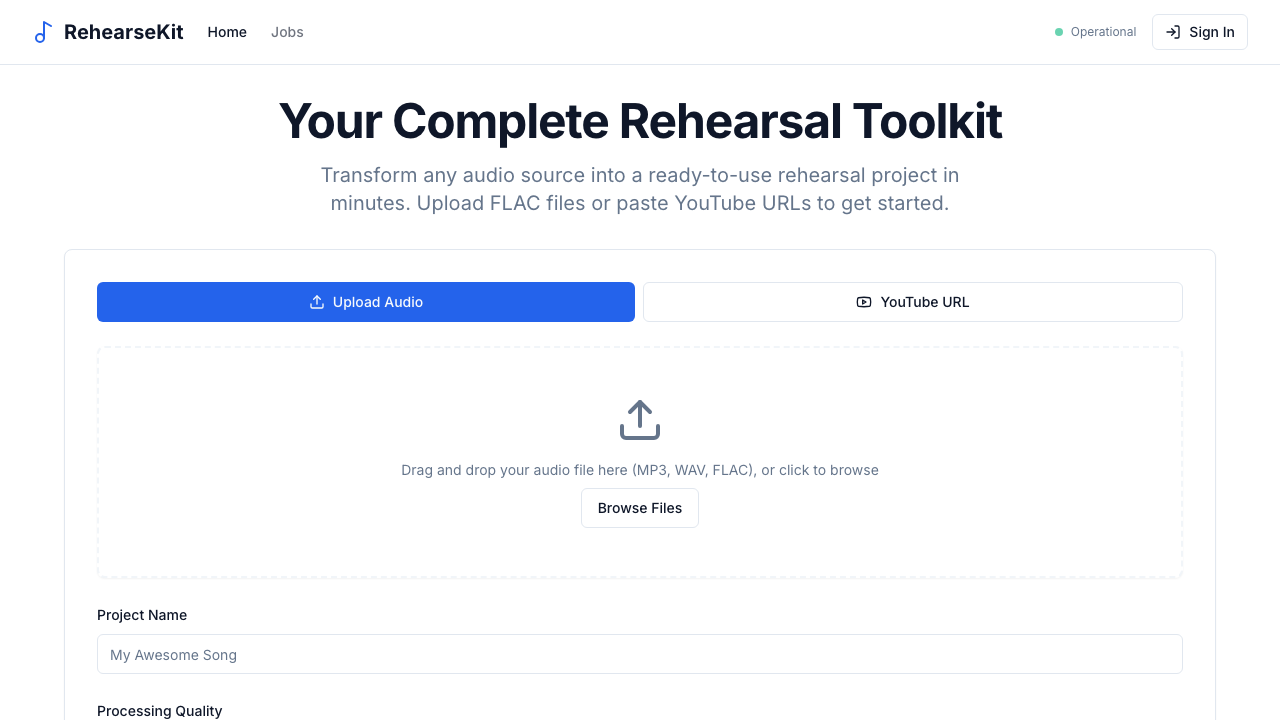 RehearseKit
Home
Jobs
Operational
Sign In
Your Complete Rehearsal Toolkit
Transform any audio source into a ready-to-use rehearsal project in
minutes. Upload FLAC files or paste YouTube URLs to get started.
Upload Audio
YouTube URL
Drag and drop your audio file here (MP3, WAV, FLAC), or click to browse
Browse Files
Project Name
My Awesome Song
Processing Quality